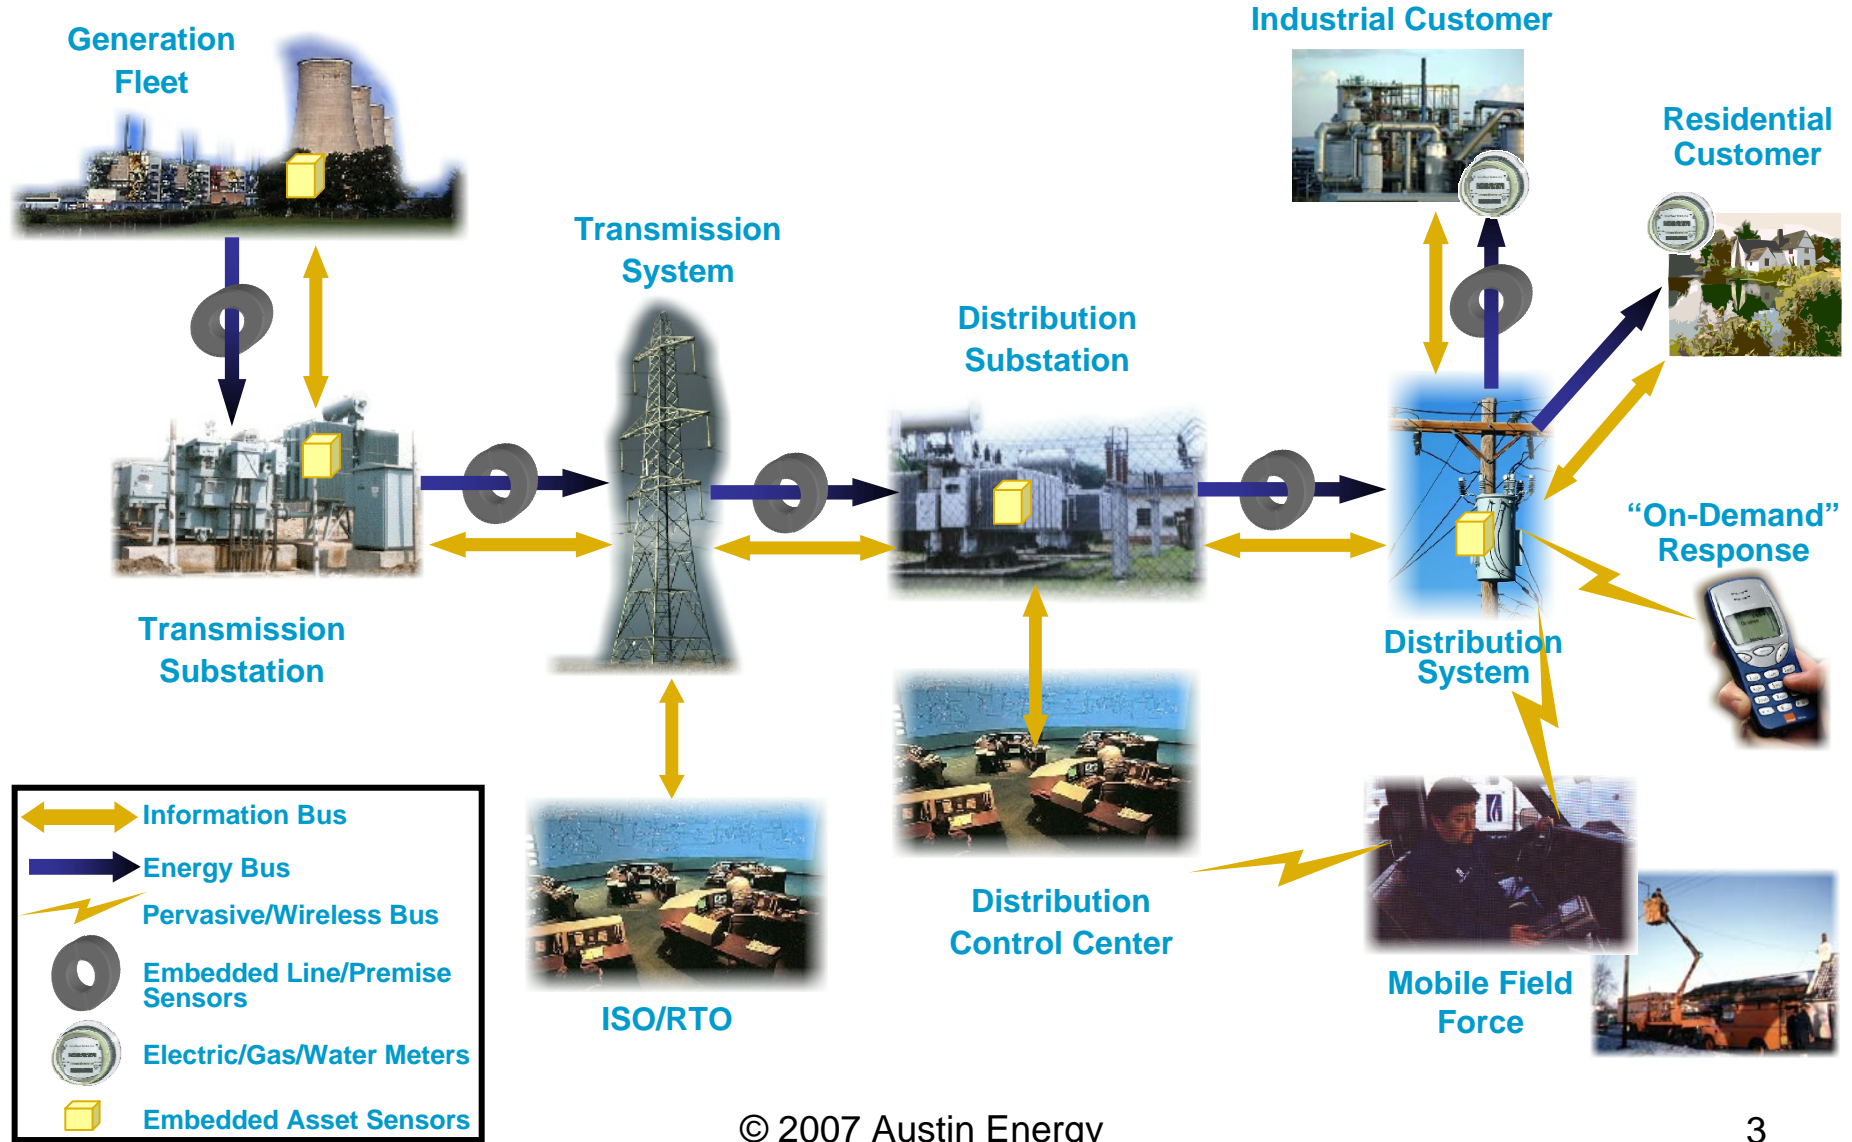 Generation
Fleet
Industrial Customer
Residential
Customer
Transmission
System
Distribution
Substation
“On-Demand”
Response
Transmission
Substation
Distribution
System
Information Bus
Energy Bus
Pervasive/Wireless Bus
Embedded Line/Premise
Sensors
Electric/Gas/Water Meters
Embedded Asset Sensors
ISO/RTO
Distribution
Control Center
Mobile Field
Force
© 2007 Austin Energy
3